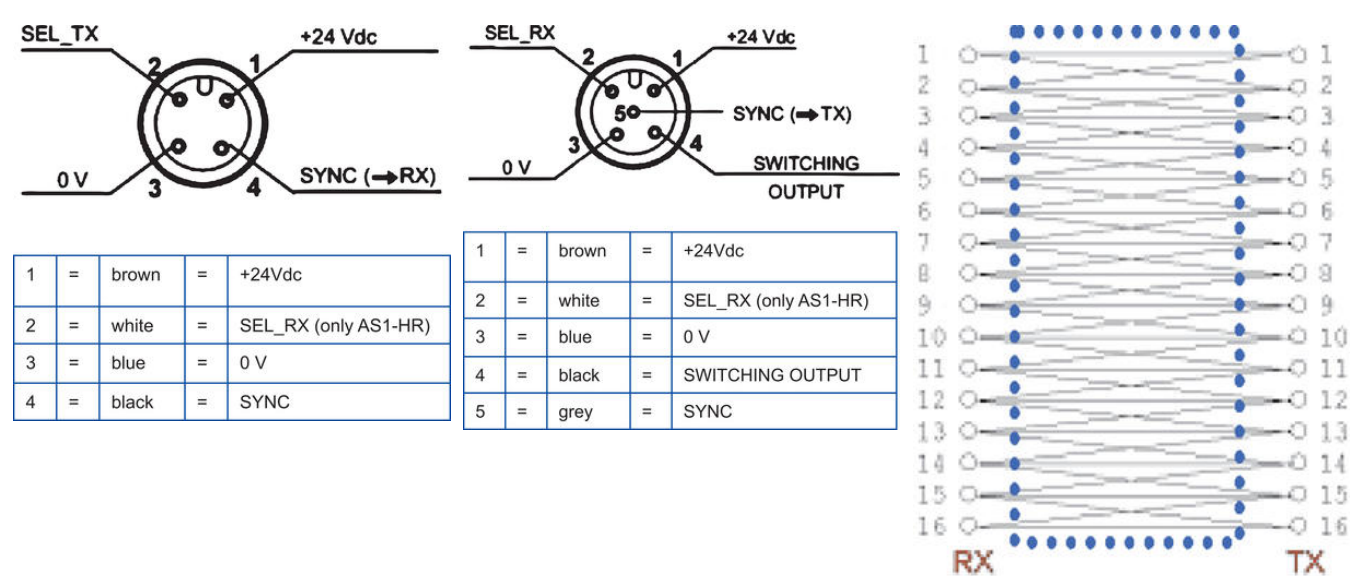 SEL_TX
+24 Vdc
2
1
0 V
3
4
SYNC (➡RX)
1 = brown = +24Vdc
2 = white = SEL_RX (only AS1-HR)
3 = blue = 0 V
4 = black = SYNC
SEL_RX
+24 Vdc
2
1
5
SYNC (➡TX)
3
4
0 V
SWITCHING
OUTPUT
1 = brown = +24Vdc
2 = white = SEL_RX (only AS1-HR)
3 = blue = 0 V
4 = black = SWITCHING OUTPUT
5 = grey = SYNC
1 1
2 2
3 3
4 4
5 5
6 6
7 7
8 8
9 9
10 10
11 11
12 12
13 13
14 14
15 15
16 16
RX TX